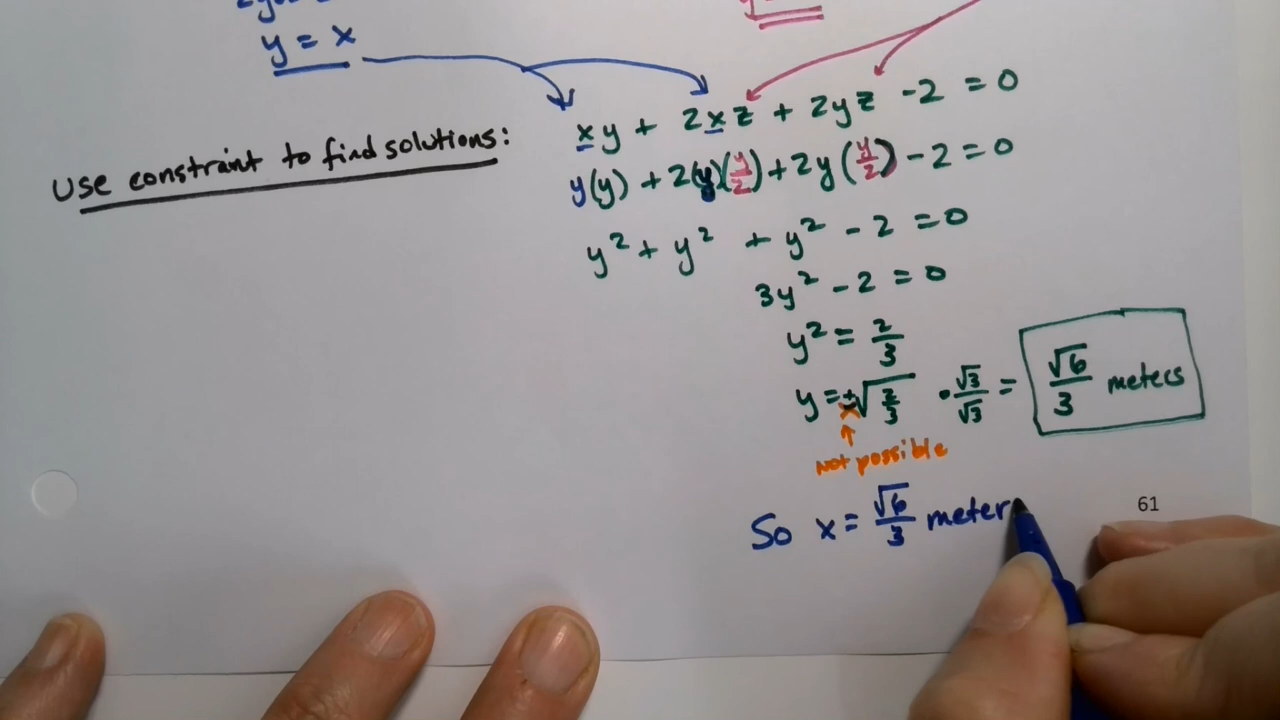 y = x
xy + 2xz + 2yz - 2 = 0
Use constraint to find solutions:
y(y) + 2(y)(y/2) + 2y(y/2) - 2 = 0
y² + y² + y² - 2 = 0
3y² - 2 = 0
y² = 2/3
y = ±√(2/3) · √3/√3 = √6/3 meters
Not possible
So x = √6/3 meter
61